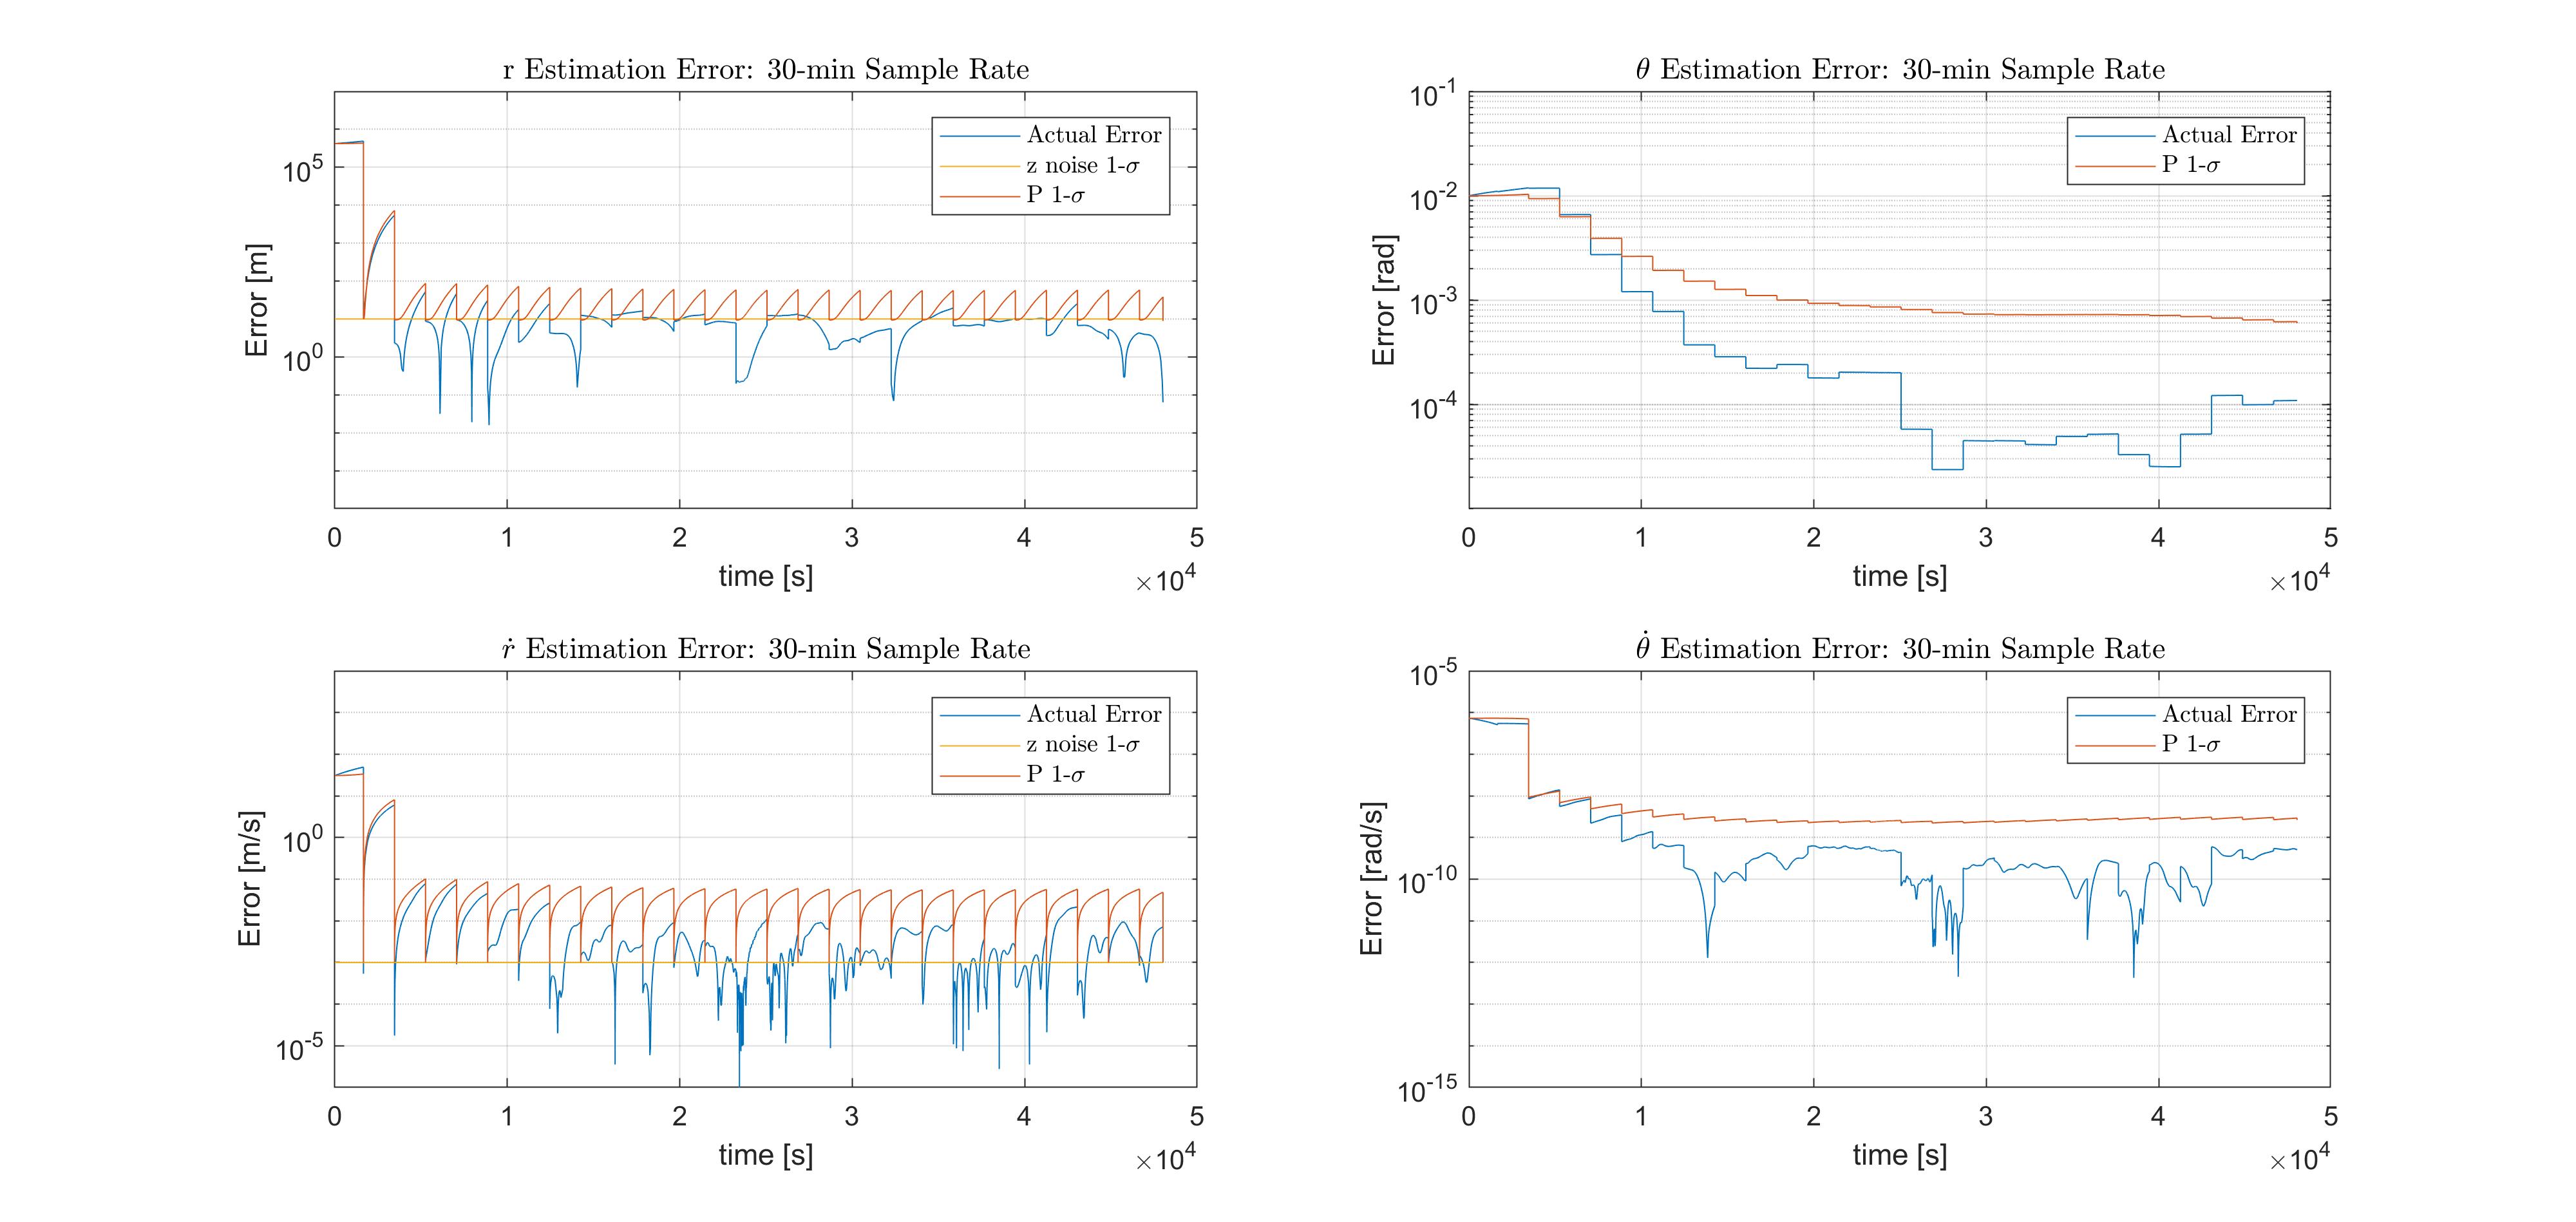 r Estimation Error: 30-min Sample Rate
Error [m]
10^5
10^0
Actual Error
z noise 1-σ
P 1-σ
0 1 2 3 4 5
time [s]
×10^4
θ Estimation Error: 30-min Sample Rate
Error [rad]
10^-1
10^-2
10^-3
10^-4
Actual Error
P 1-σ
0 1 2 3 4 5
time [s]
×10^4
ṙ Estimation Error: 30-min Sample Rate
Error [m/s]
10^0
10^-5
Actual Error
z noise 1-σ
P 1-σ
0 1 2 3 4 5
time [s]
×10^4
θ̇ Estimation Error: 30-min Sample Rate
Error [rad/s]
10^-5
10^-10
10^-15
Actual Error
P 1-σ
0 1 2 3 4 5
time [s]
×10^4